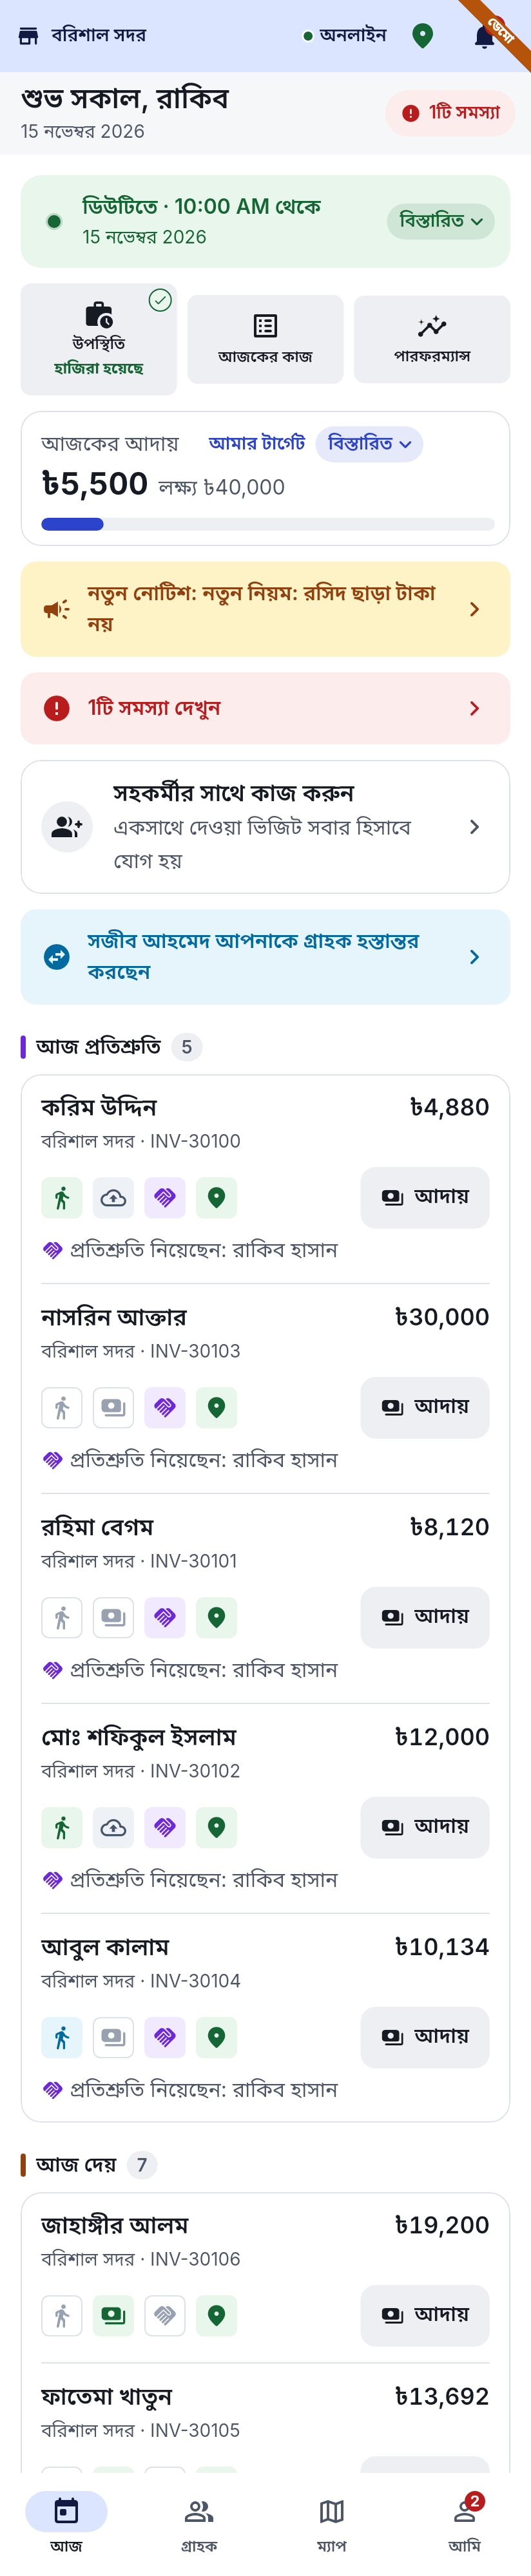 বরিশাল সদর
অনলাইন
ডেমো
শুভ সকাল, রাকিব
15 নভেম্বর 2026
1টি সমস্যা
ডিউটিতে · 10:00 AM থেকে
15 নভেম্বর 2026
বিস্তারিত
উপস্থিতি
হাজিরা হয়েছে
আজকের কাজ
পারফরম্যান্স
আজকের আদায়
আমার টার্গেট
বিস্তারিত
৳5,500 লক্ষ্য ৳40,000
নতুন নোটিশ: নতুন নিয়ম: রসিদ ছাড়া টাকা
নয়
1টি সমস্যা দেখুন
সহকর্মীর সাথে কাজ করুন
একসাথে দেওয়া ভিজিট সবার হিসাবে
যোগ হয়
সজীব আহমেদ আপনাকে গ্রাহক হস্তান্তর
করছেন
আজ প্রতিশ্রুতি 5
করিম উদ্দিন ৳4,880
বরিশাল সদর · INV-30100
আদায়
প্রতিশ্রুতি নিয়েছেন: রাকিব হাসান
নাসরিন আক্তার ৳30,000
বরিশাল সদর · INV-30103
আদায়
প্রতিশ্রুতি নিয়েছেন: রাকিব হাসান
রহিমা বেগম ৳8,120
বরিশাল সদর · INV-30101
আদায়
প্রতিশ্রুতি নিয়েছেন: রাকিব হাসান
মোঃ শফিকুল ইসলাম ৳12,000
বরিশাল সদর · INV-30102
আদায়
প্রতিশ্রুতি নিয়েছেন: রাকিব হাসান
আবুল কালাম ৳10,134
বরিশাল সদর · INV-30104
আদায়
প্রতিশ্রুতি নিয়েছেন: রাকিব হাসান
আজ দেয় 7
জাহাঙ্গীর আলম ৳19,200
বরিশাল সদর · INV-30106
আদায়
ফাতেমা খাতুন ৳13,692
বরিশাল সদর · INV-30105
2
আজ
গ্রাহক
ম্যাপ
আমি